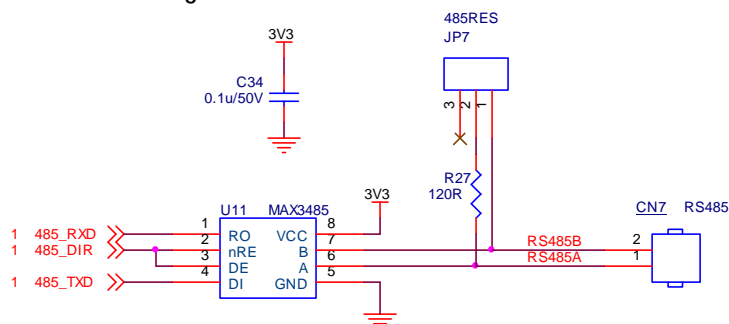 485RES
JP7
3V3
C34
0.1u/50V
3 2 1
R27
120R
3V3
U11 MAX3485
CN7 RS485
1 485_RXD 1 RO VCC 8
1 485_DIR 2 nRE B 7 RS485B 2
3 DE A 6 RS485A 1
1 485_TXD 4 DI GND 5